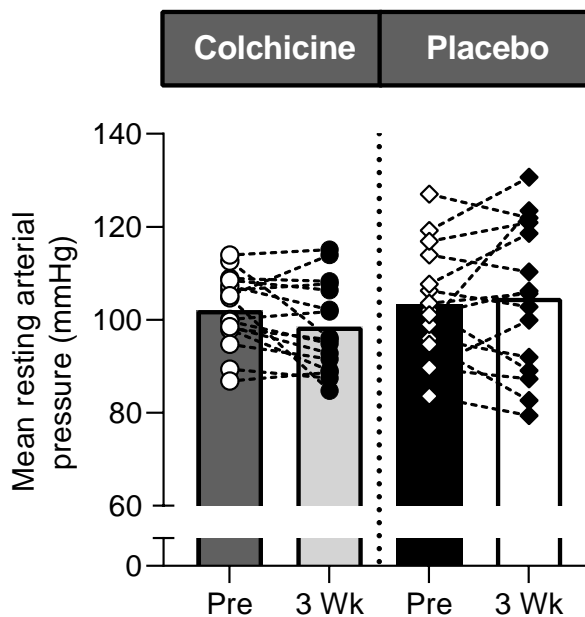 Colchicine Placebo
Mean resting arterial
pressure (mmHg)
140
120
100
80
60
0
Pre 3 Wk Pre 3 Wk